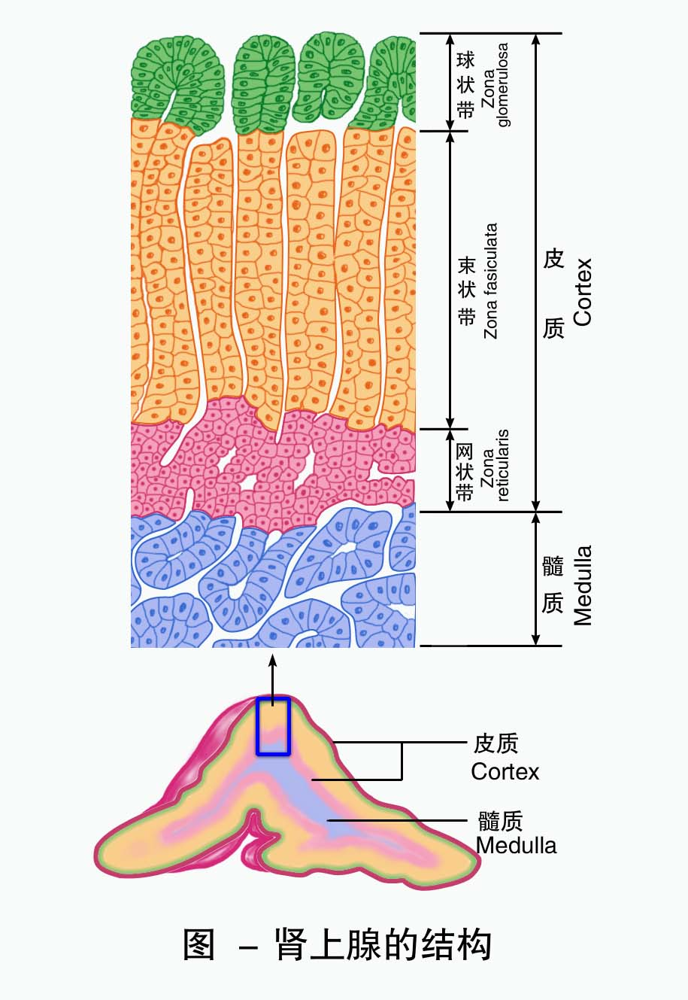 球状带
Zona
glomerulosa
束状带
Zona fasiculata
皮质
Cortex
网状带
Zona
reticularis
髓质
Medulla
皮质
Cortex
髓质
Medulla
图 – 肾上腺的结构